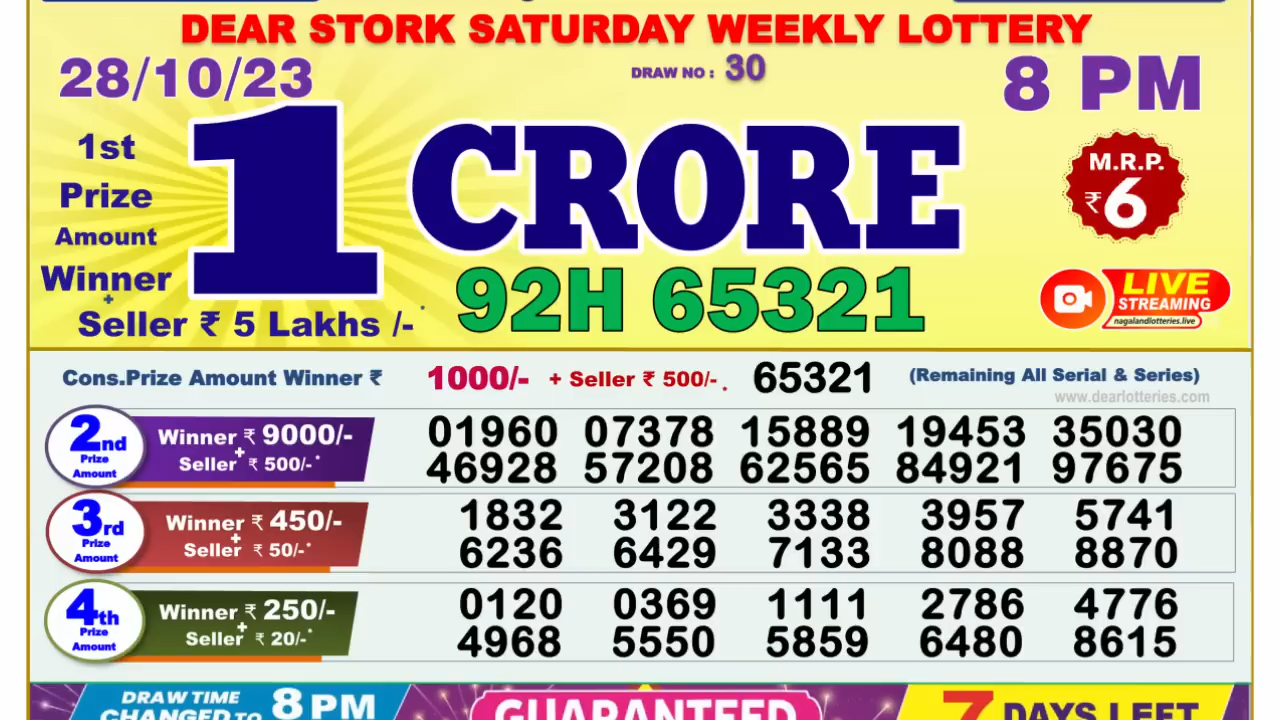 DEAR STORK SATURDAY WEEKLY LOTTERY
28/10/23
DRAW NO : 30
8 PM
1st
Prize
Amount
Winner
+
Seller ₹ 5 Lakhs /-*
1 CRORE
92H 65321
M.R.P.
₹ 6
LIVE
STREAMING
nagalandlotteries.live
Cons.Prize Amount Winner ₹ 1000/- + Seller ₹ 500/-. 65321 (Remaining All Serial & Series)
www.dearlotteries.com
2nd
Prize
Amount
Winner ₹ 9000/-
+
Seller ₹ 500/-*
01960 07378 15889 19453 35030
46928 57208 62565 84921 97675
3rd
Prize
Amount
Winner ₹ 450/-
+
Seller ₹ 50/-*
1832 3122 3338 3957 5741
6236 6429 7133 8088 8870
4th
Prize
Amount
Winner ₹ 250/-
+
Seller ₹ 20/-*
0120 0369 1111 2786 4776
4968 5550 5859 6480 8615
DRAW TIME
CHANGED TO
8 PM
GUARANTEED
7 DAYS LEFT